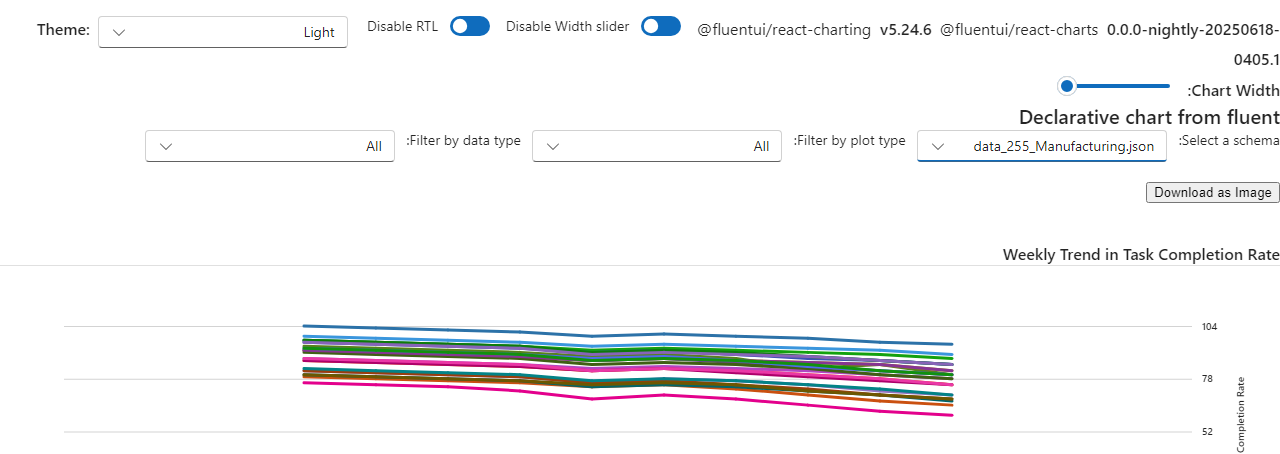 Theme: Light Disable RTL Disable Width slider @fluentui/react-charting v5.24.6 @fluentui/react-charts 0.0.0-nightly-20250618-
0405.1
:Chart Width
Declarative chart from fluent
All :Filter by data type All :Filter by plot type data_255_Manufacturing.json :Select a schema
Download as Image
Weekly Trend in Task Completion Rate
104
78
52
Completion Rate